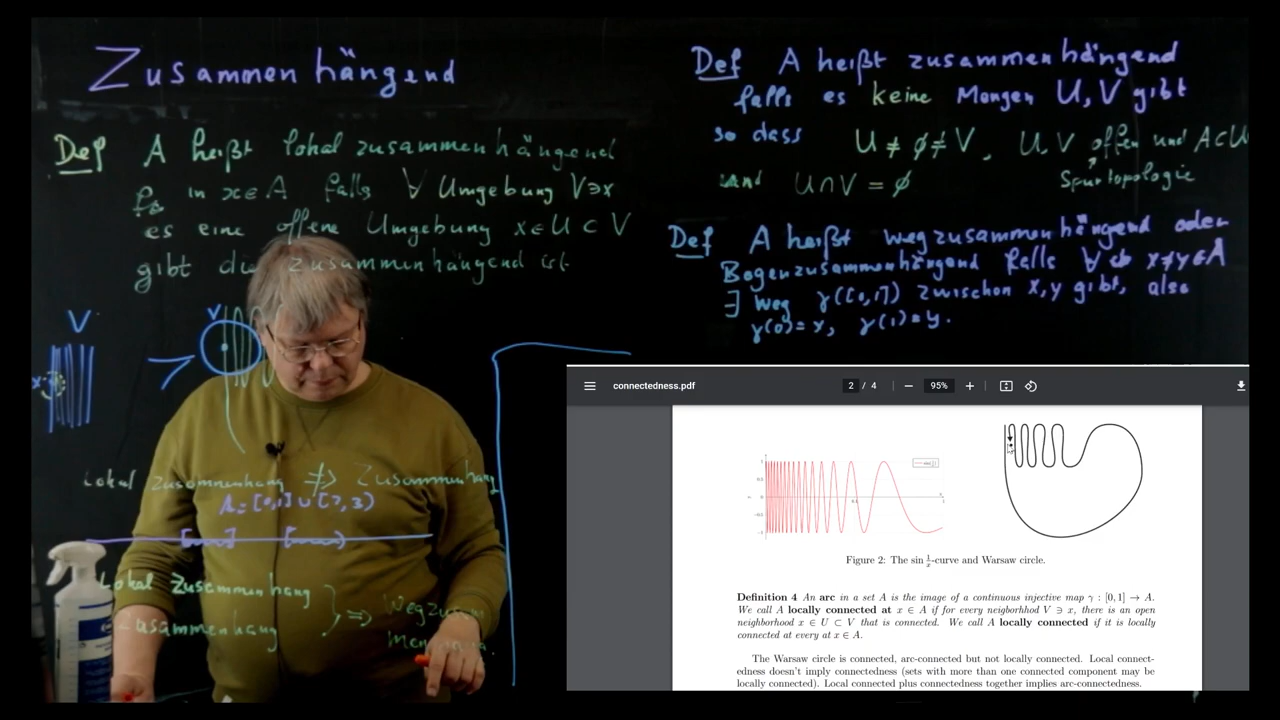 Zusammenhängend
Def A heißt lokal zusammenhängend
in x∈A falls ∀ Umgebung V∋x
es eine offene Umgebung x∈U⊂V
gibt die zusammenhängend ist
V
x
V
Lokal Zusammenhang ⇏ Zusammenhang
A=[0,1]∪[2,3)
Lokal Zusammenhang
Zusammenhang } ⇒ Wegzusam
Def A heißt zusammenhängend
falls es keine Mengen U,V gibt
so dass U≠∅≠V, U,V offen und A⊂U
Spurtopologie
und U∩V=∅
Def A heißt Wegzusammenhängend oder
Bogenzusammenhängend falls ∀ x≠y∈A
∃ Weg γ([0,1]) zwischen x,y gibt, also
γ(0)=x, γ(1)=y.
connectedness.pdf 2 / 4 95%
Figure 2: The sin 1/x-curve and Warsaw circle.
Definition 4 An arc in a set A is the image of a continuous injective map γ : [0,1] → A.
We call A locally connected at x ∈ A if for every neigborhhod V ∋ x, there is an open
neighborhood x ∈ U ⊂ V that is connected. We call A locally connected if it is locally
connected at every at x ∈ A.
The Warsaw circle is connected, arc-connected but not locally connected. Local connect-
edness doesn't imply connectedness (sets with more than one connected component may be
locally connected). Local connected plus connectedness together implies arc-connectedness.